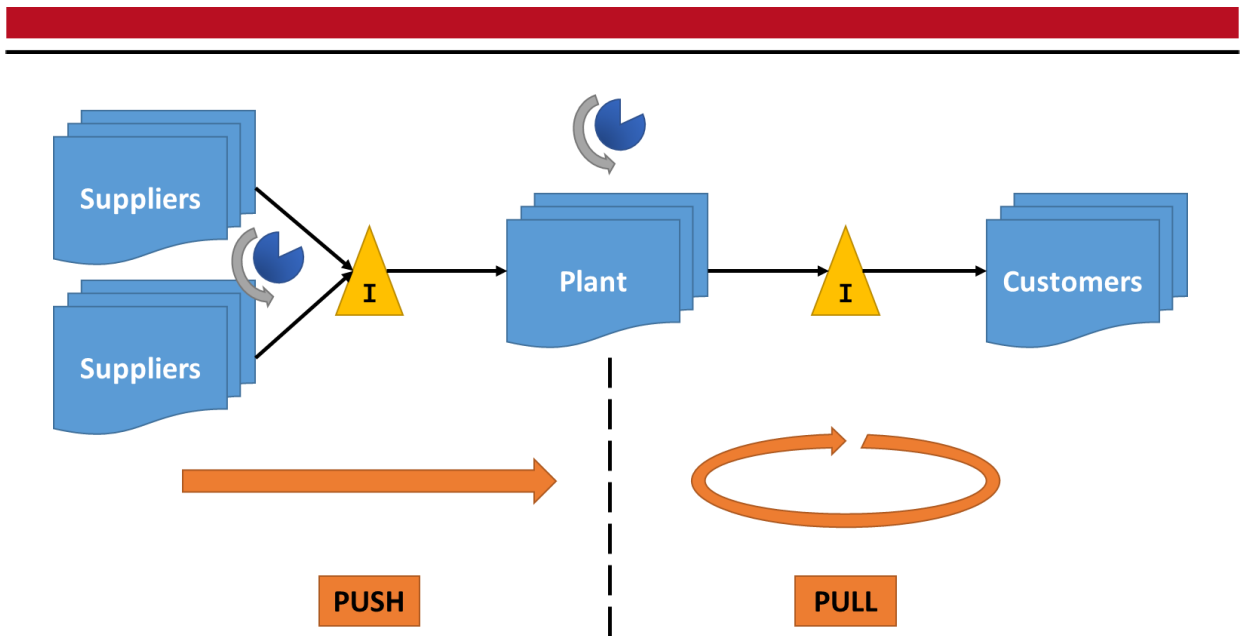 Suppliers
Suppliers
I
Plant
I
Customers
PUSH
PULL